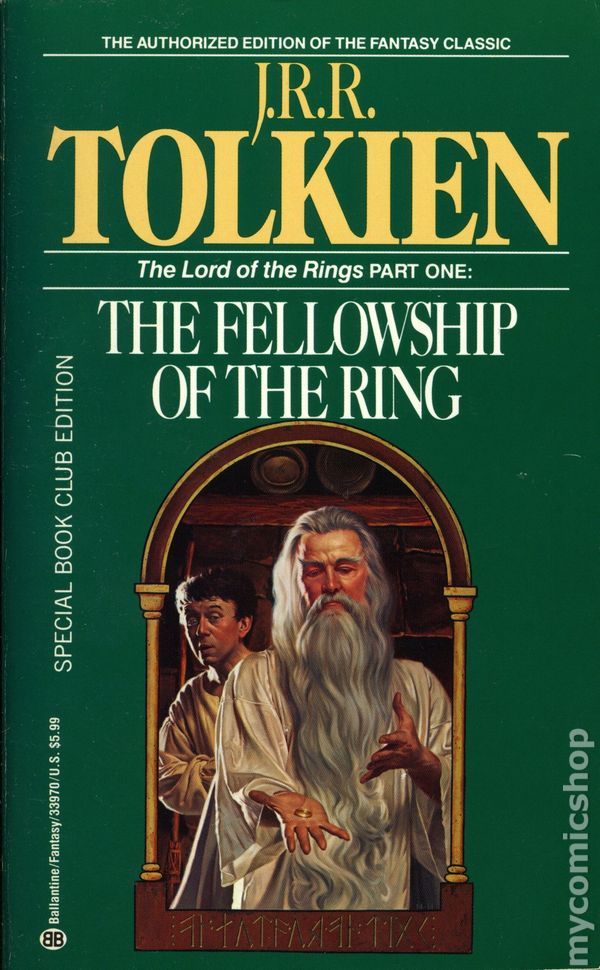 THE AUTHORIZED EDITION OF THE FANTASY CLASSIC
J.R.R.
TOLKIEN
The Lord of the Rings PART ONE:
THE FELLOWSHIP
OF THE RING
SPECIAL BOOK CLUB EDITION
Ballantine/Fantasy/33970/U.S. $5.99
BB
mycomicshop